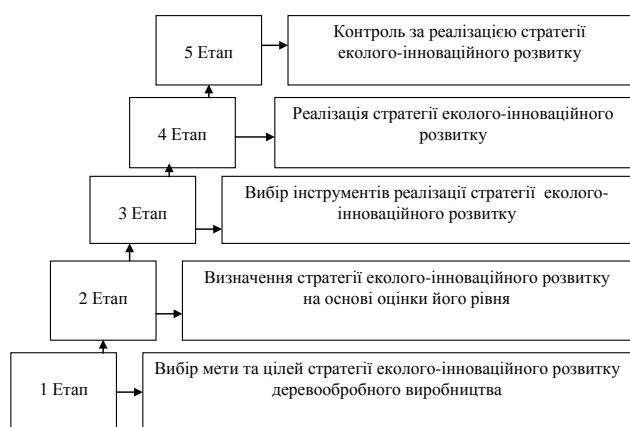 5 Етап
Контроль за реалізацією стратегії
еколого-інноваційного розвитку
4 Етап
Реалізація стратегії еколого-інноваційного
розвитку
3 Етап
Вибір інструментів реалізації стратегії еколого-
інноваційного розвитку
2 Етап
Визначення стратегії еколого-інноваційного розвитку
на основі оцінки його рівня
1 Етап
Вибір мети та цілей стратегії еколого-інноваційного розвитку
деревообробного виробництва